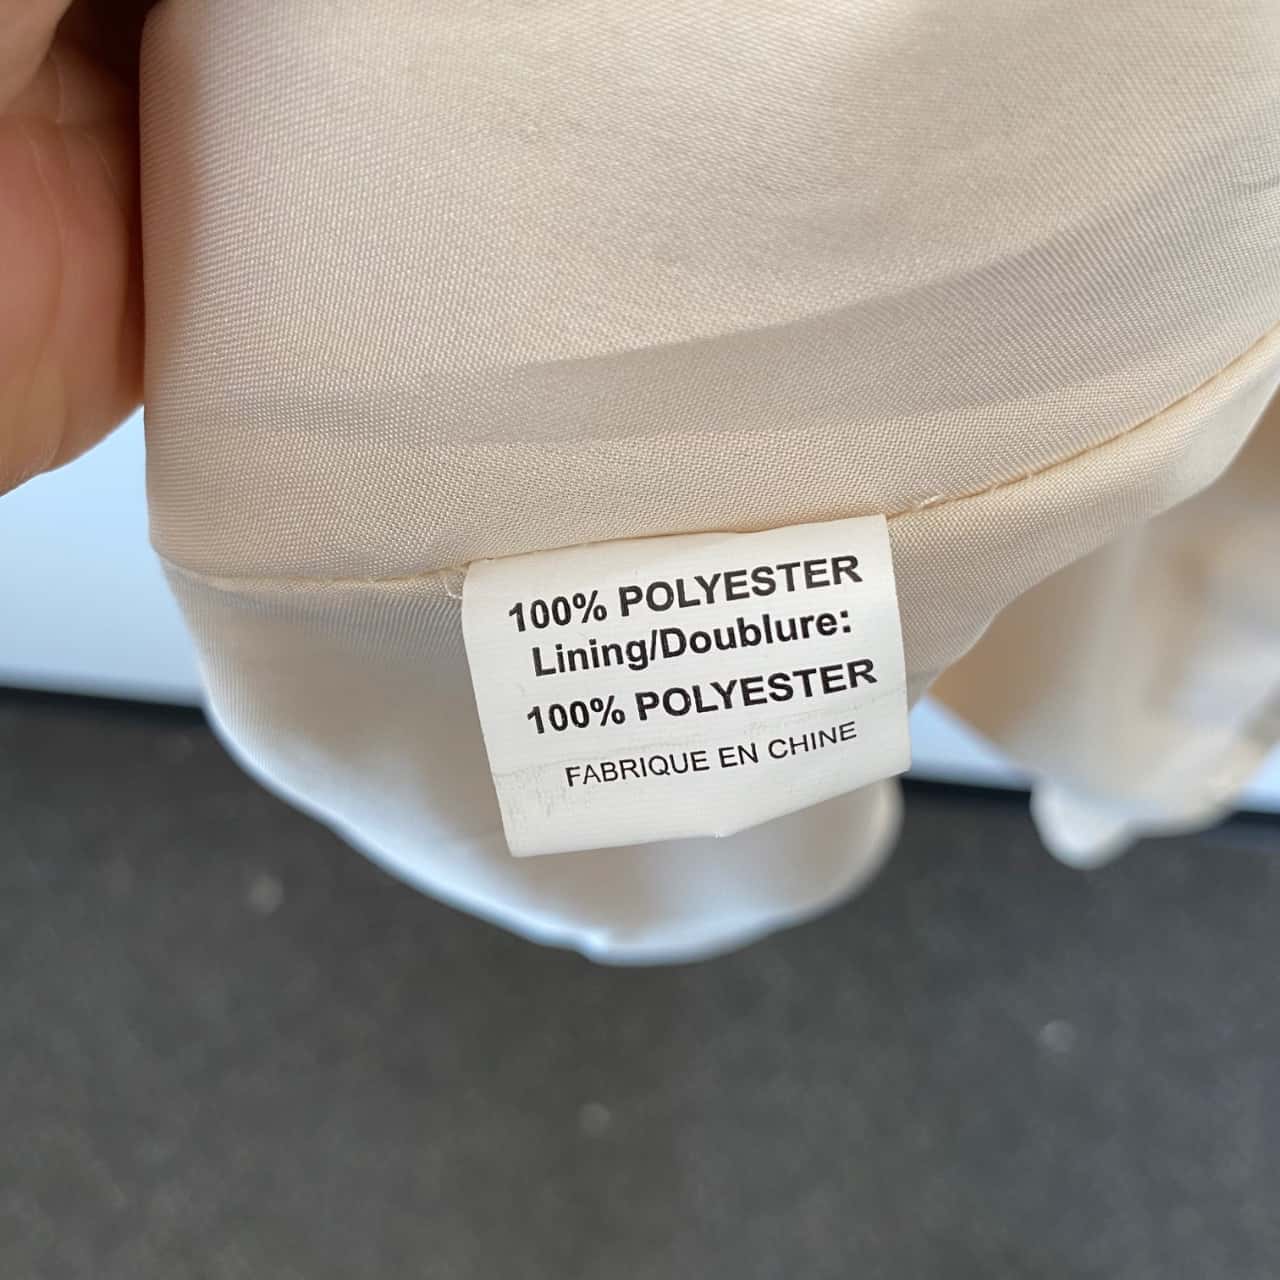 100% POLYESTER
Lining/Doublure:
100% POLYESTER
FABRIQUE EN CHINE